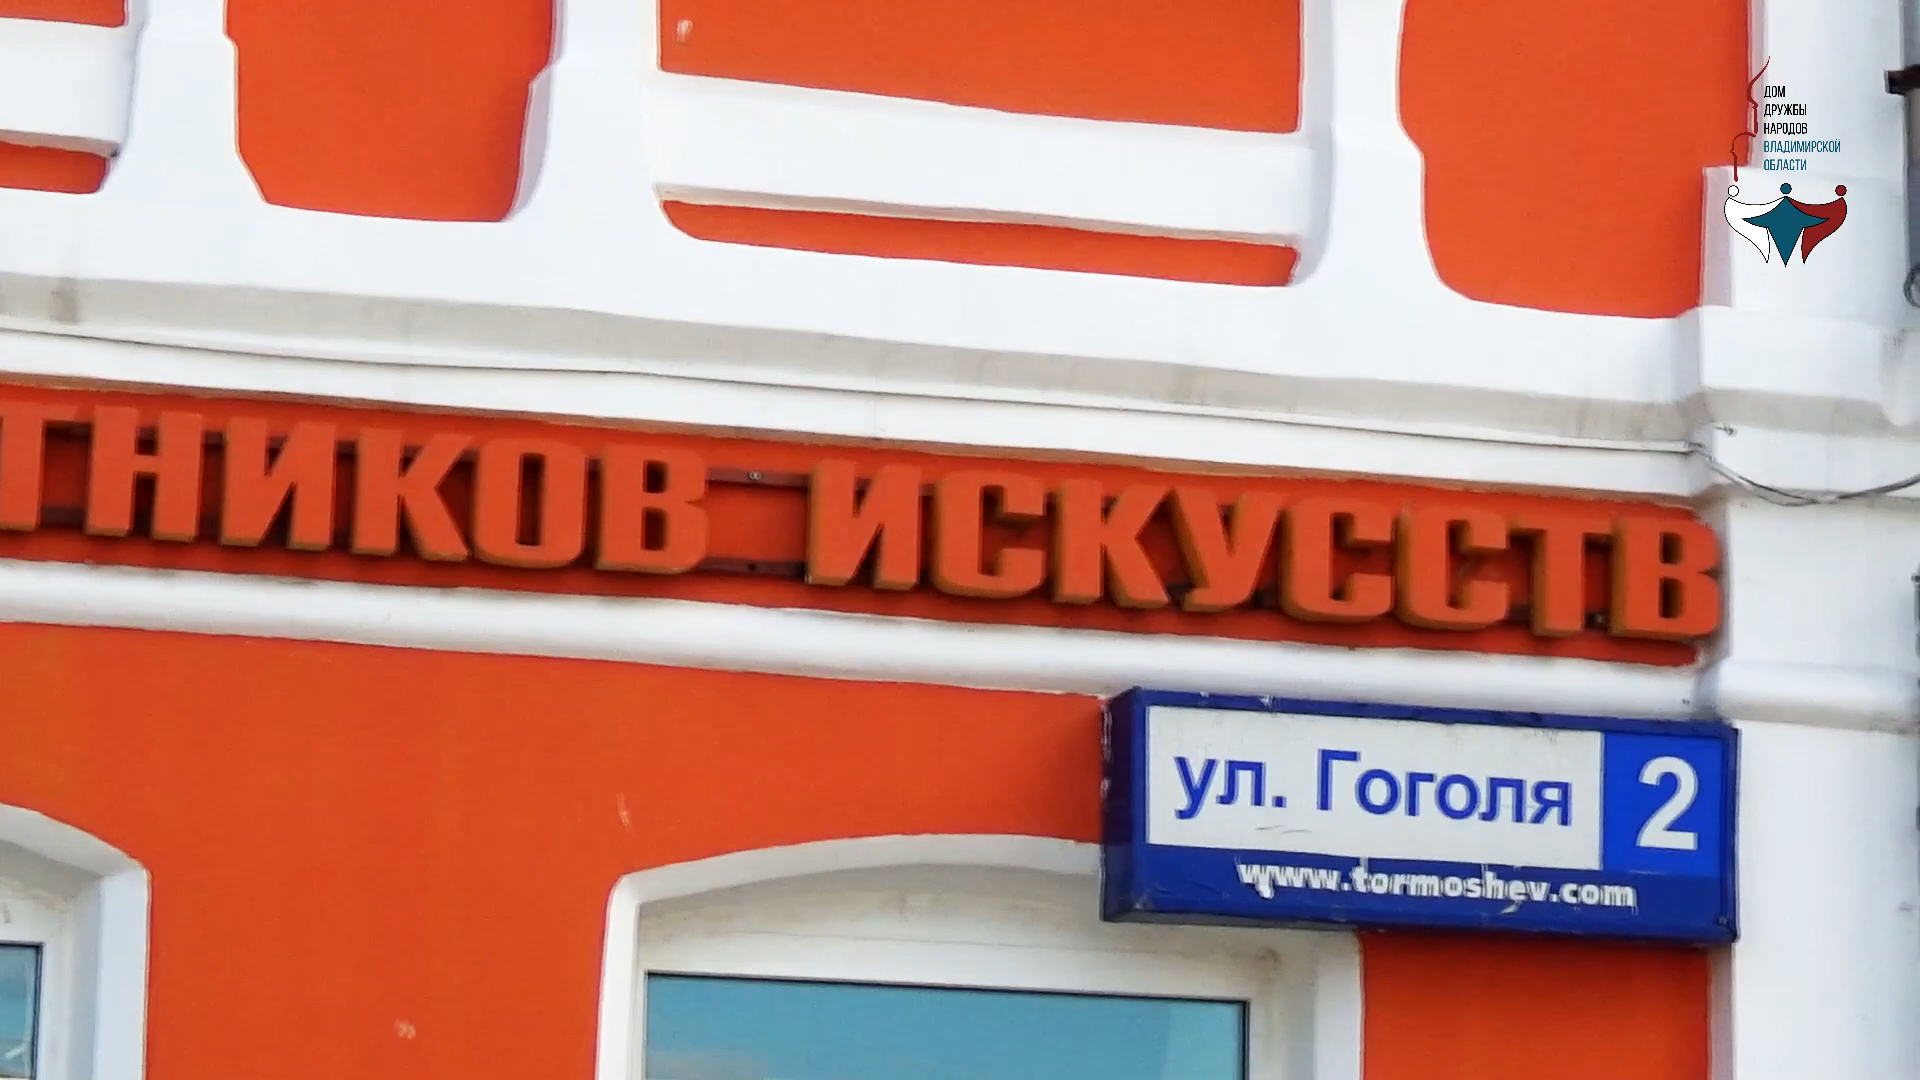 ДОМ
ДРУЖБЫ
НАРОДОВ
ВЛАДИМИРСКОЙ
ОБЛАСТИ
ТНИКОВ ИСКУССТВ
ул. Гоголя 2
www.tormoshev.com